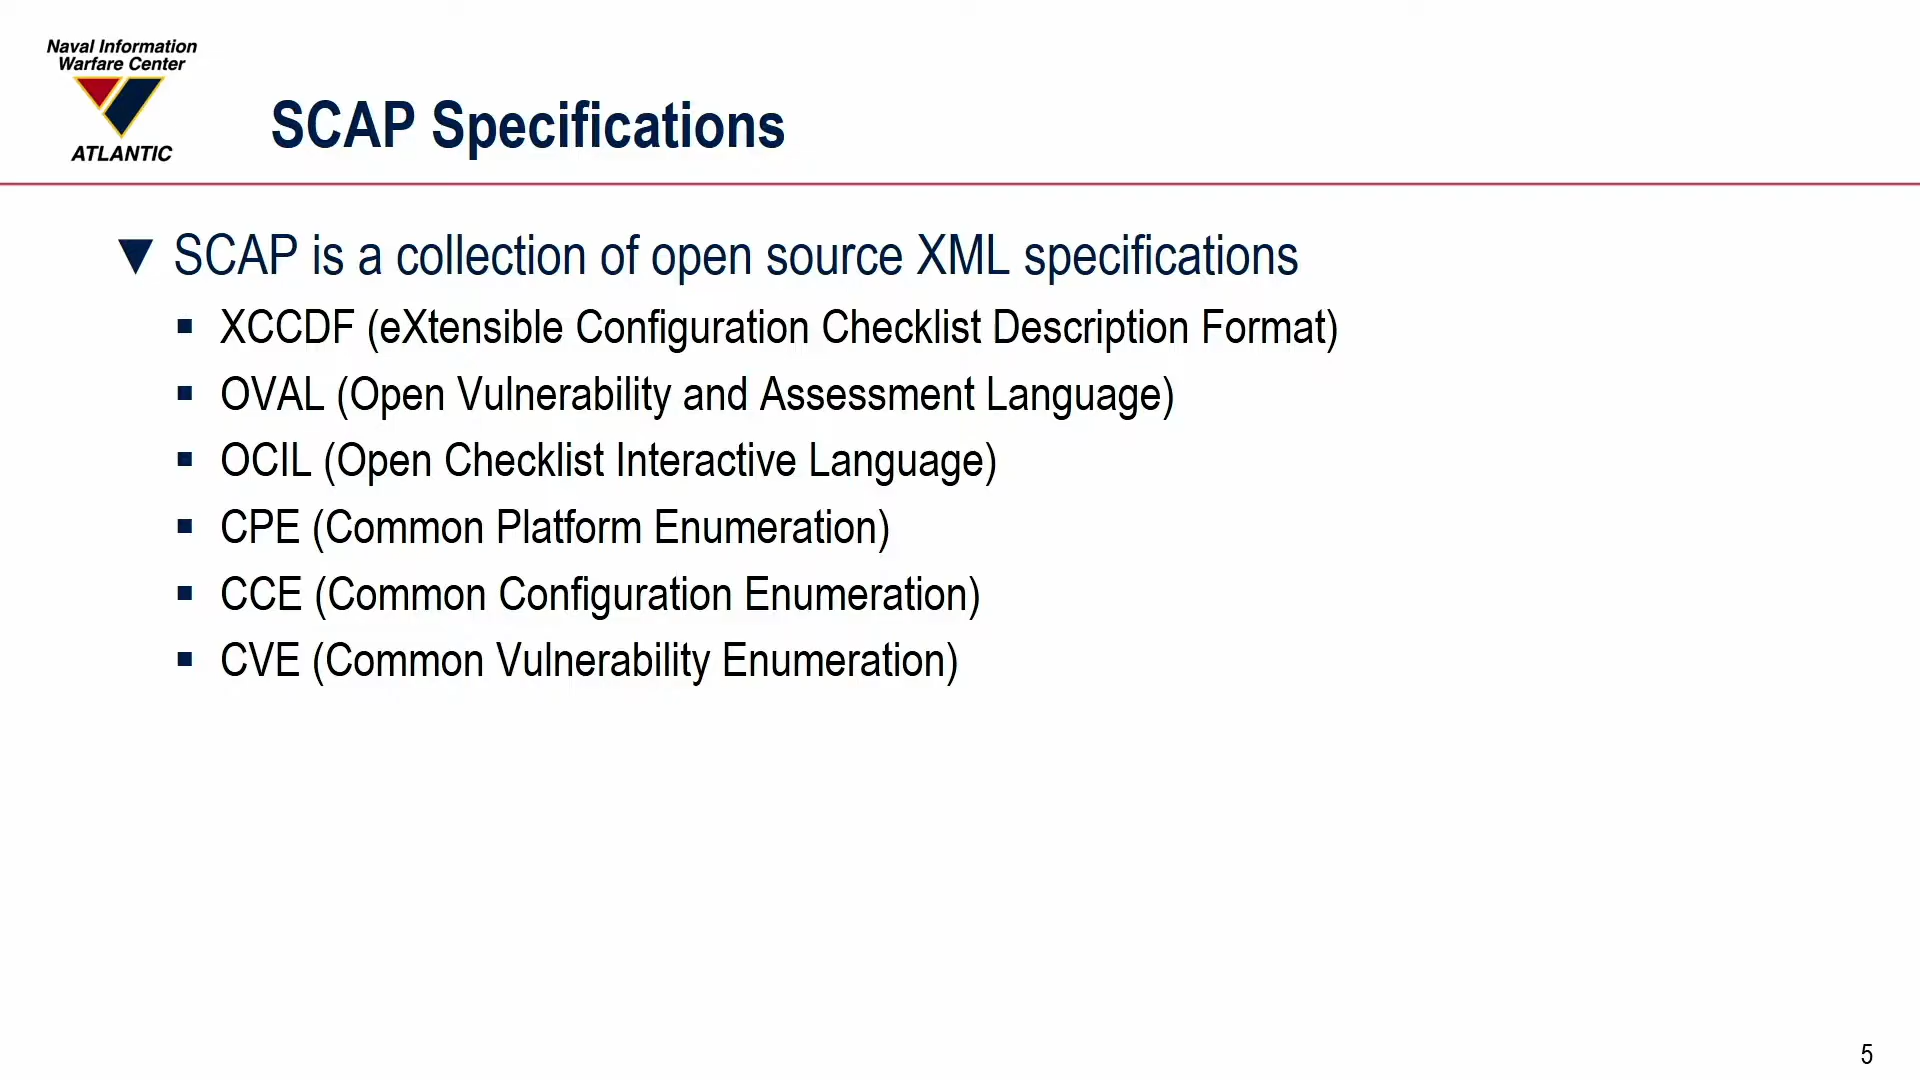 Naval Information
Warfare Center
ATLANTIC
SCAP Specifications
▼ SCAP is a collection of open source XML specifications
▪ XCCDF (eXtensible Configuration Checklist Description Format)
▪ OVAL (Open Vulnerability and Assessment Language)
▪ OCIL (Open Checklist Interactive Language)
▪ CPE (Common Platform Enumeration)
▪ CCE (Common Configuration Enumeration)
▪ CVE (Common Vulnerability Enumeration)
5